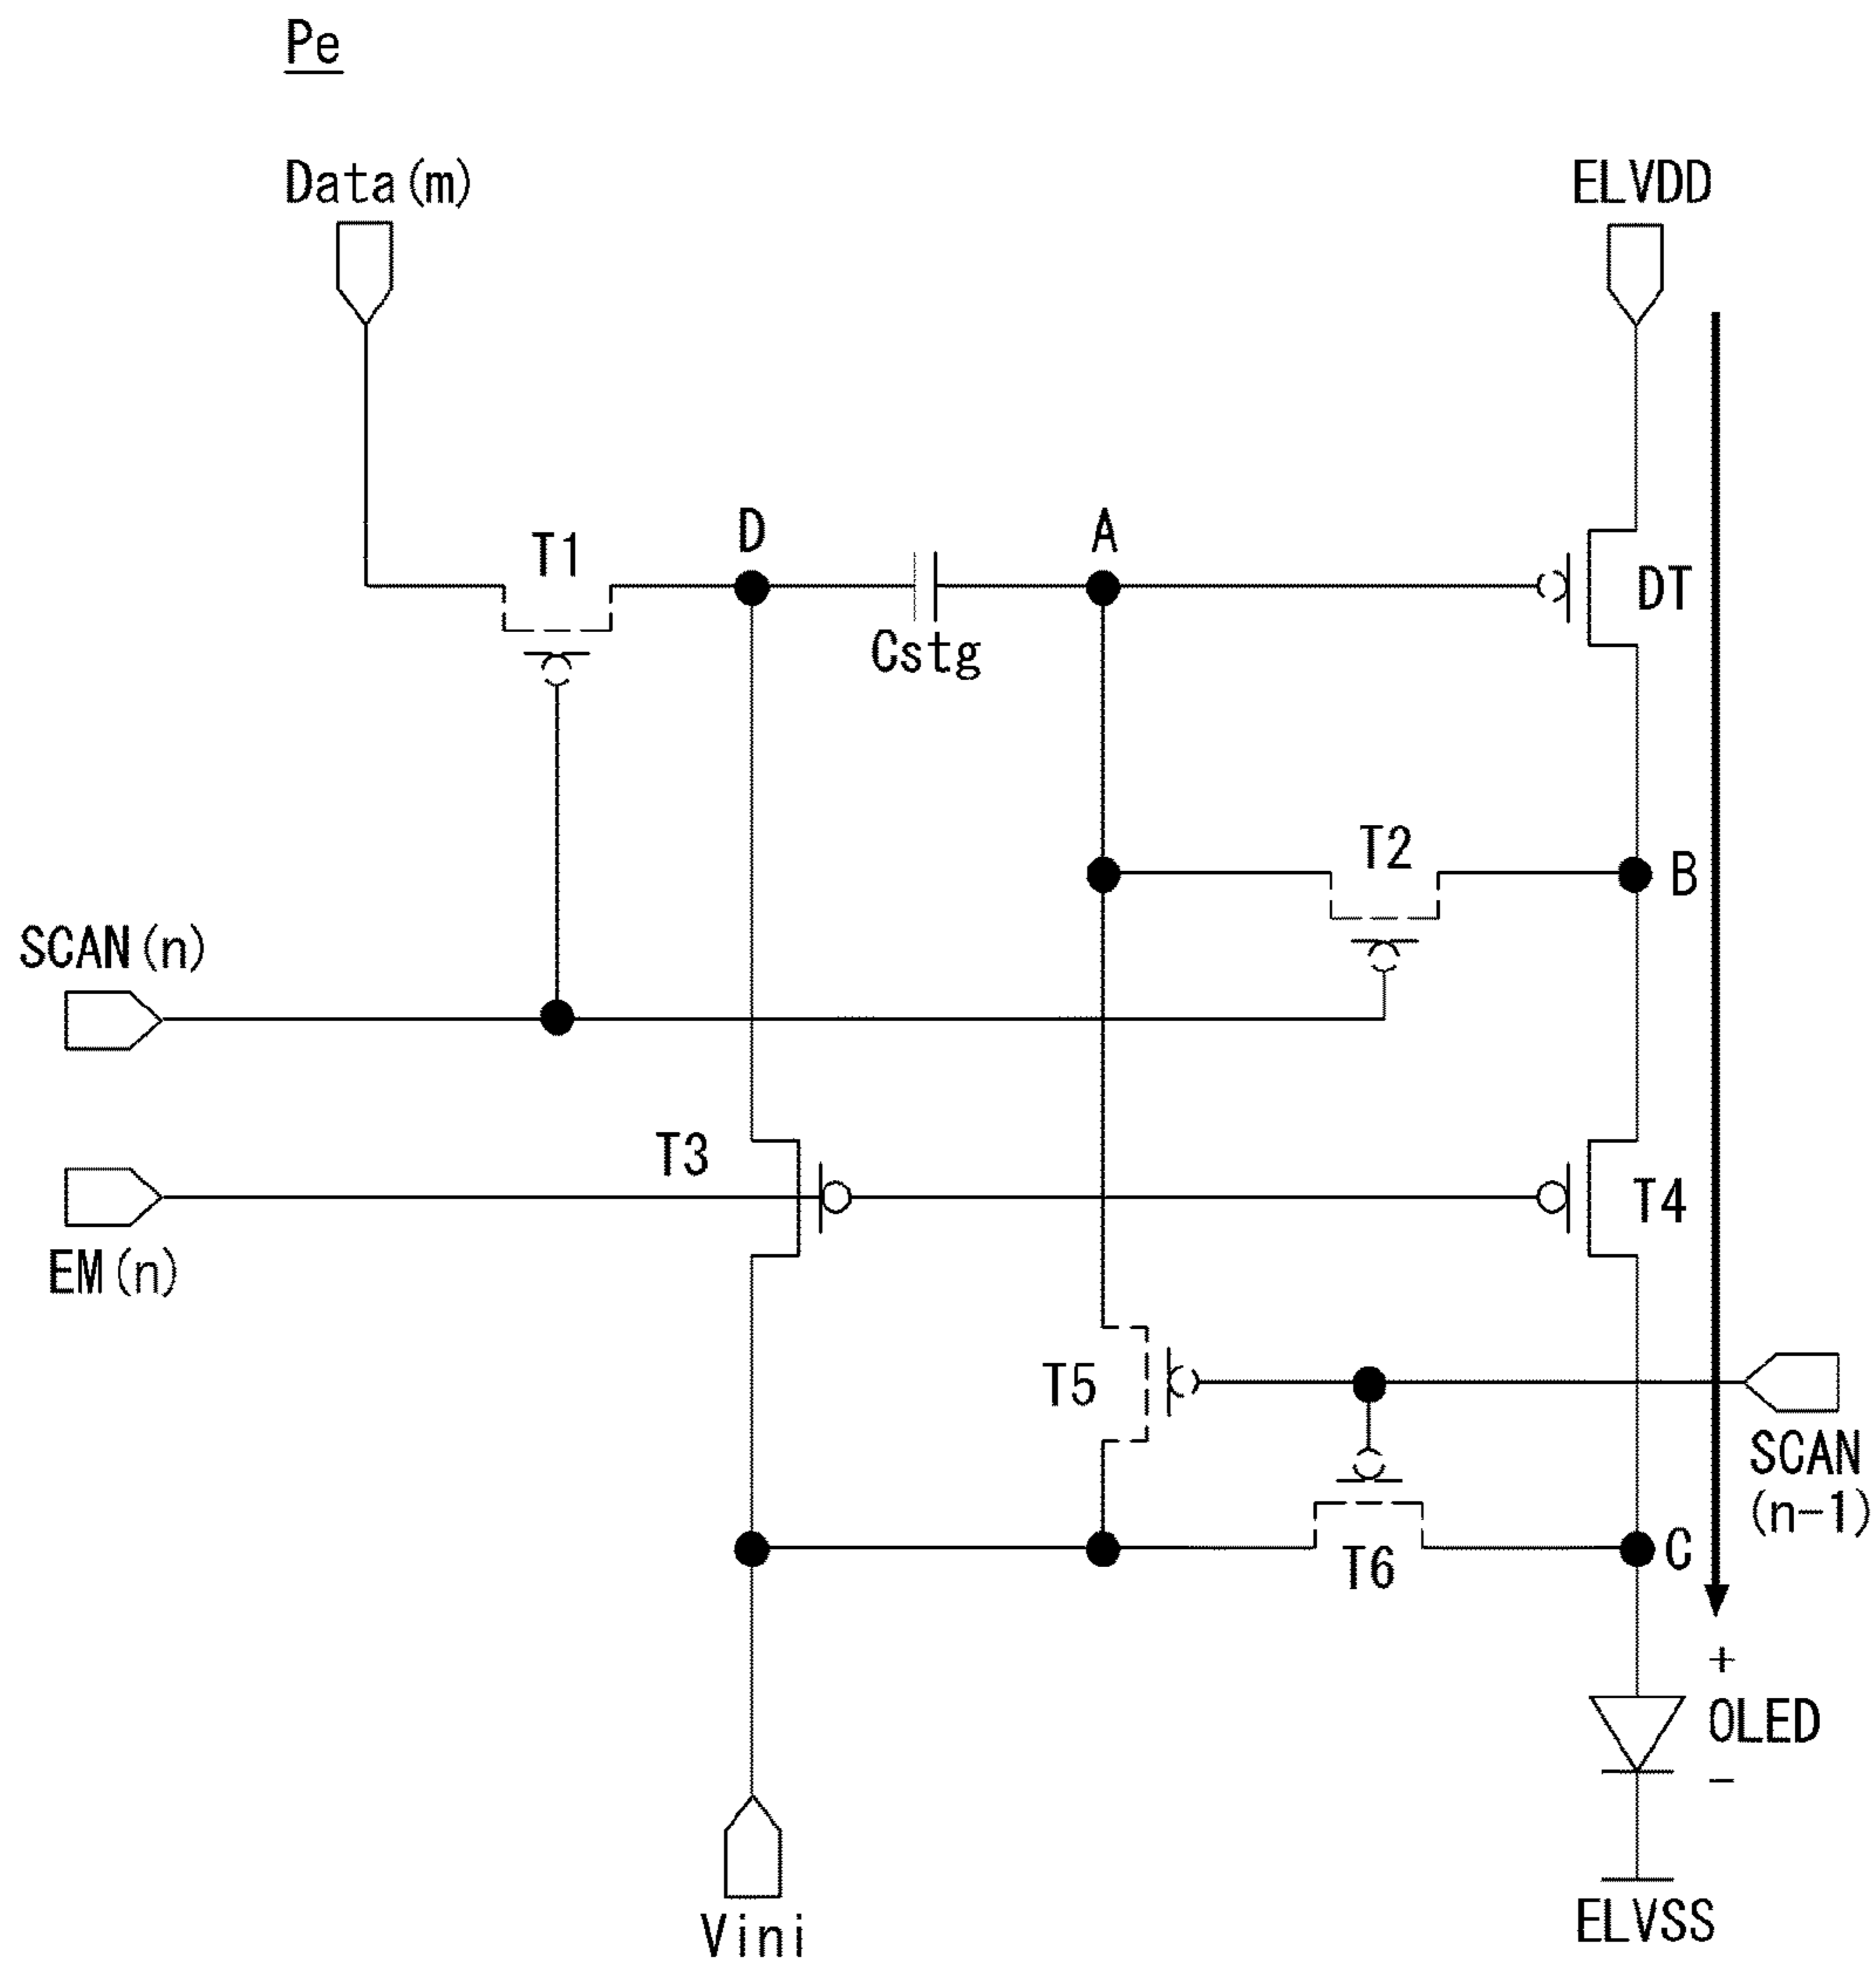 Pe
Data(m)
ELVDD
D
A
T1
DT
Cstg
T2
B
SCAN(n)
T3
T4
EM(n)
T5
SCAN
(n-1)
C
T6
+
OLED
-
Vini
ELVSS